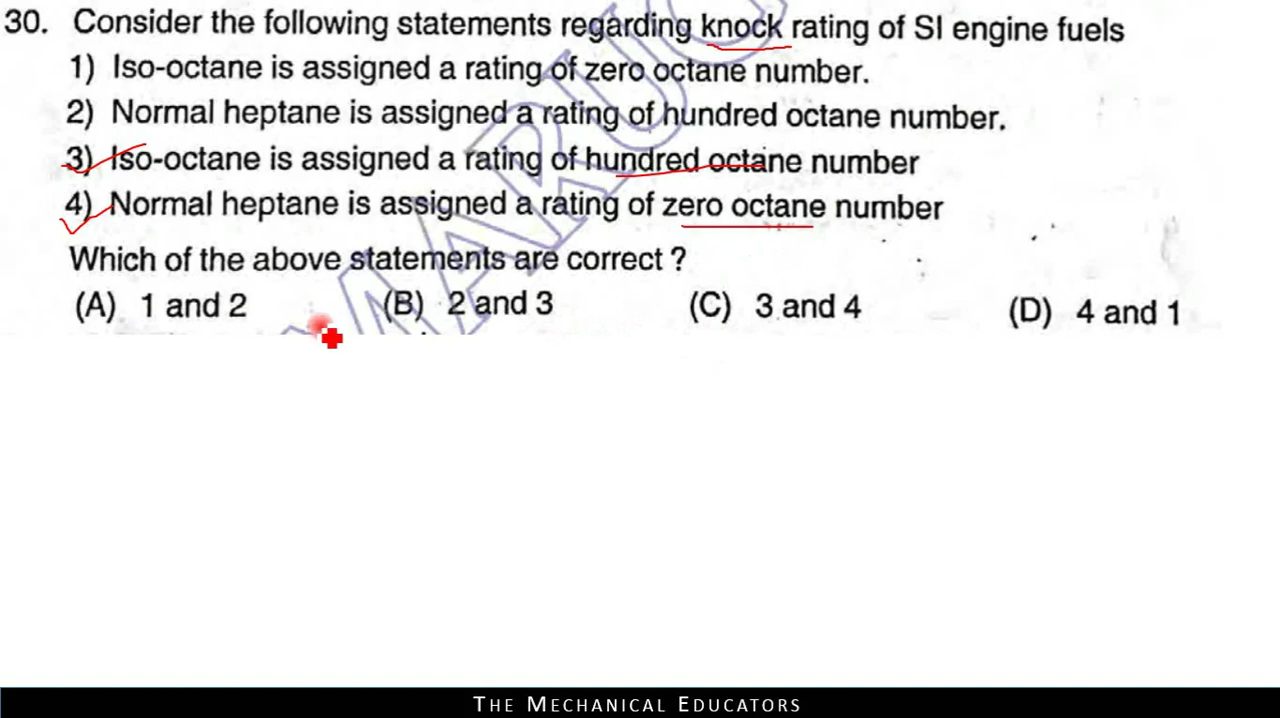 30. Consider the following statements regarding knock rating of SI engine fuels
1) Iso-octane is assigned a rating of zero octane number.
2) Normal heptane is assigned a rating of hundred octane number.
3) Iso-octane is assigned a rating of hundred octane number
4) Normal heptane is assigned a rating of zero octane number
Which of the above statements are correct ?
(A) 1 and 2 (B) 2 and 3 (C) 3 and 4 (D) 4 and 1
THE MECHANICAL EDUCATORS